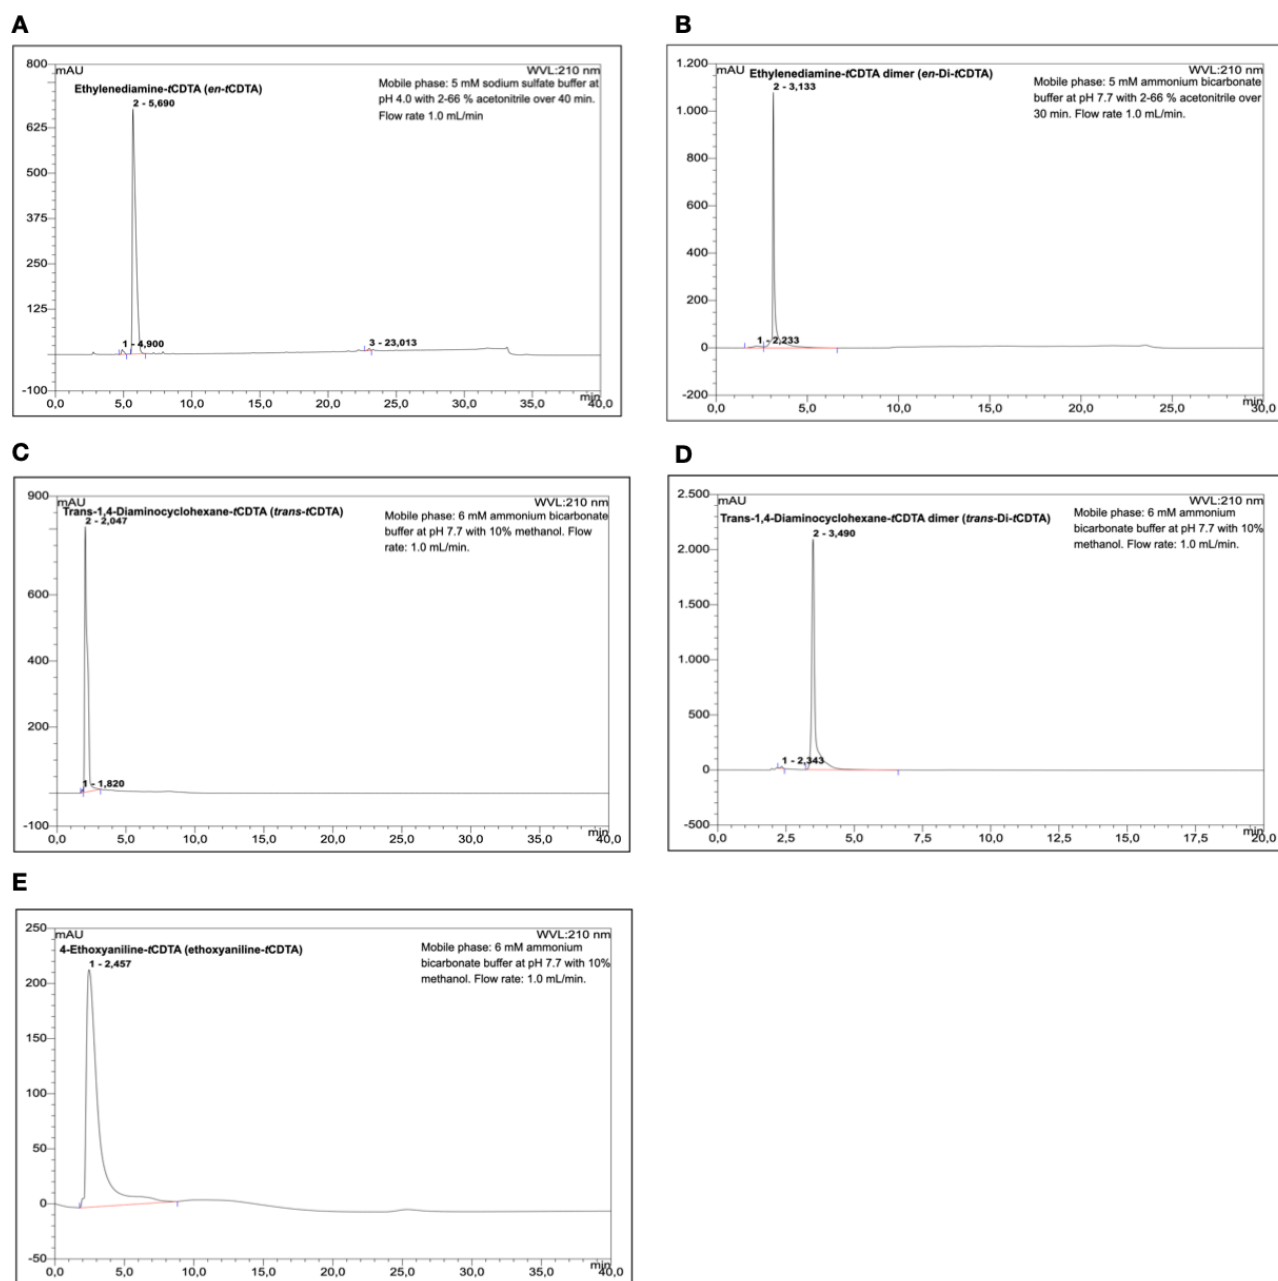 A
mAU
WVL:210 nm
Ethylenediamine-tCDTA (en-tCDTA)
2 - 5,690
Mobile phase: 5 mM sodium sulfate buffer at
pH 4.0 with 2-66 % acetonitrile over 40 min.
Flow rate 1.0 mL/min
1 - 4,900
3 - 23,013
800
625
500
375
250
125
-100
0,0 5,0 10,0 15,0 20,0 25,0 30,0 35,0 40,0
min
B
mAU
WVL:210 nm
Ethylenediamine-tCDTA dimer (en-Di-tCDTA)
2 - 3,133
Mobile phase: 5 mM ammonium bicarbonate
buffer at pH 7.7 with 2-66 % acetonitrile over
30 min. Flow rate 1.0 mL/min.
1 - 2,233
1.200
1.000
800
600
400
200
0
-200
0,0 5,0 10,0 15,0 20,0 25,0 30,0
min
C
mAU
WVL:210 nm
Trans-1,4-Diaminocyclohexane-tCDTA (trans-tCDTA)
2 - 2,047
Mobile phase: 6 mM ammonium bicarbonate
buffer at pH 7.7 with 10% methanol. Flow
rate: 1.0 mL/min.
1 - 1,820
900
600
400
200
-100
0,0 5,0 10,0 15,0 20,0 25,0 30,0 35,0 40,0
min
D
mAU
WVL:210 nm
Trans-1,4-Diaminocyclohexane-tCDTA dimer (trans-Di-tCDTA)
2 - 3,490
Mobile phase: 6 mM ammonium
bicarbonate buffer at pH 7.7 with 10%
methanol. Flow rate: 1.0 mL/min.
1 - 2,343
2.500
2.000
1.500
1.000
500
0
-500
0,0 2,5 5,0 7,5 10,0 12,5 15,0 17,5 20,0
min
E
mAU
WVL:210 nm
4-Ethoxyaniline-tCDTA (ethoxyaniline-tCDTA)
1 - 2,457
Mobile phase: 6 mM ammonium
bicarbonate buffer at pH 7.7 with 10%
methanol. Flow rate: 1.0 mL/min.
250
200
150
100
50
0
-50
0,0 5,0 10,0 15,0 20,0 25,0 30,0 35,0 40,0
min